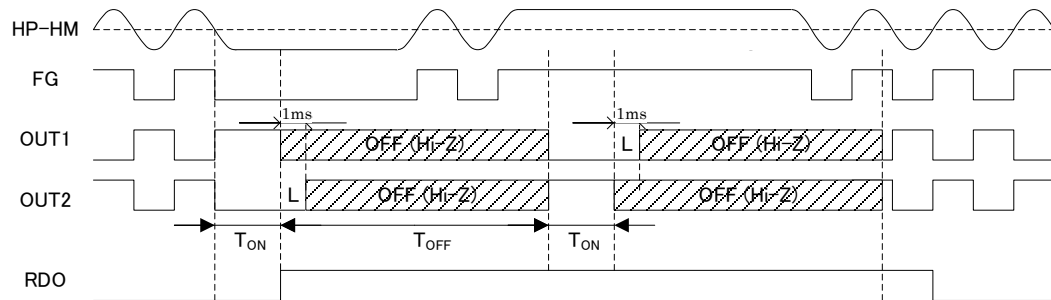 HP-HM
FG
1ms 1ms
OUT1 OFF (Hi-Z) L OFF (Hi-Z)
OUT2 L OFF (Hi-Z) OFF (Hi-Z)
TON TOFF TON
RDO